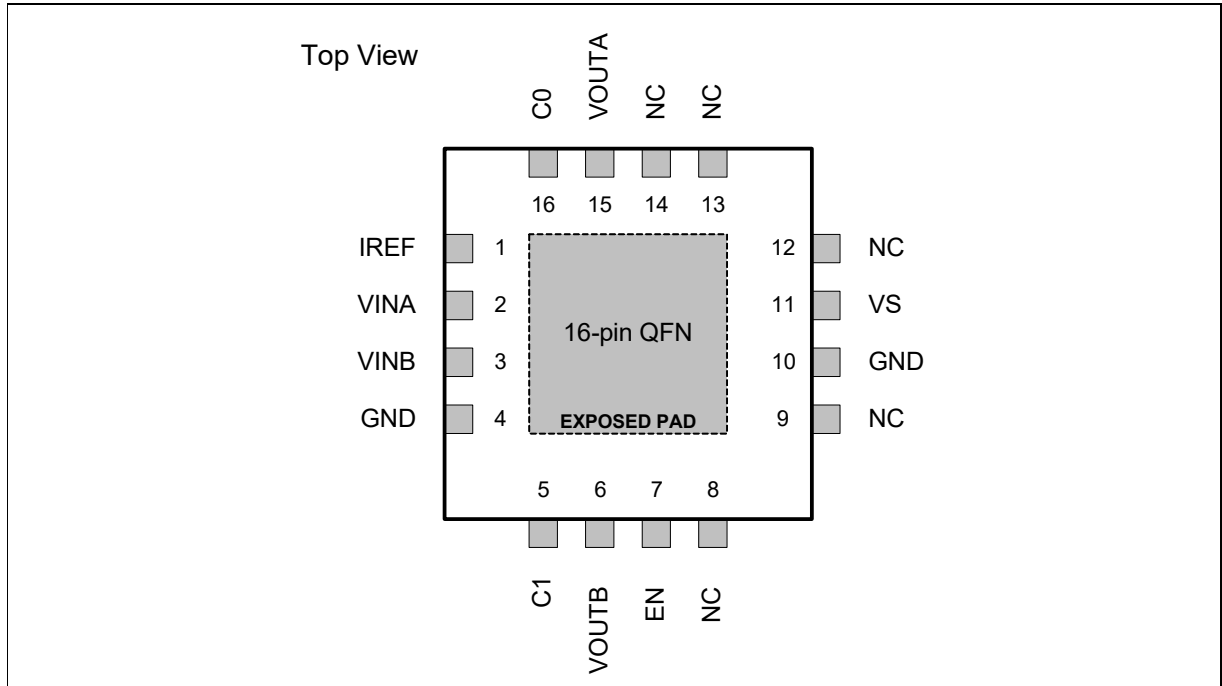 Top View
C0
VOUTA
NC
NC
16
15
14
13
IREF
1
12
NC
VINA
2
11
VS
16-pin QFN
VINB
3
10
GND
GND
4
EXPOSED PAD
9
NC
5
6
7
8
C1
VOUTB
EN
NC